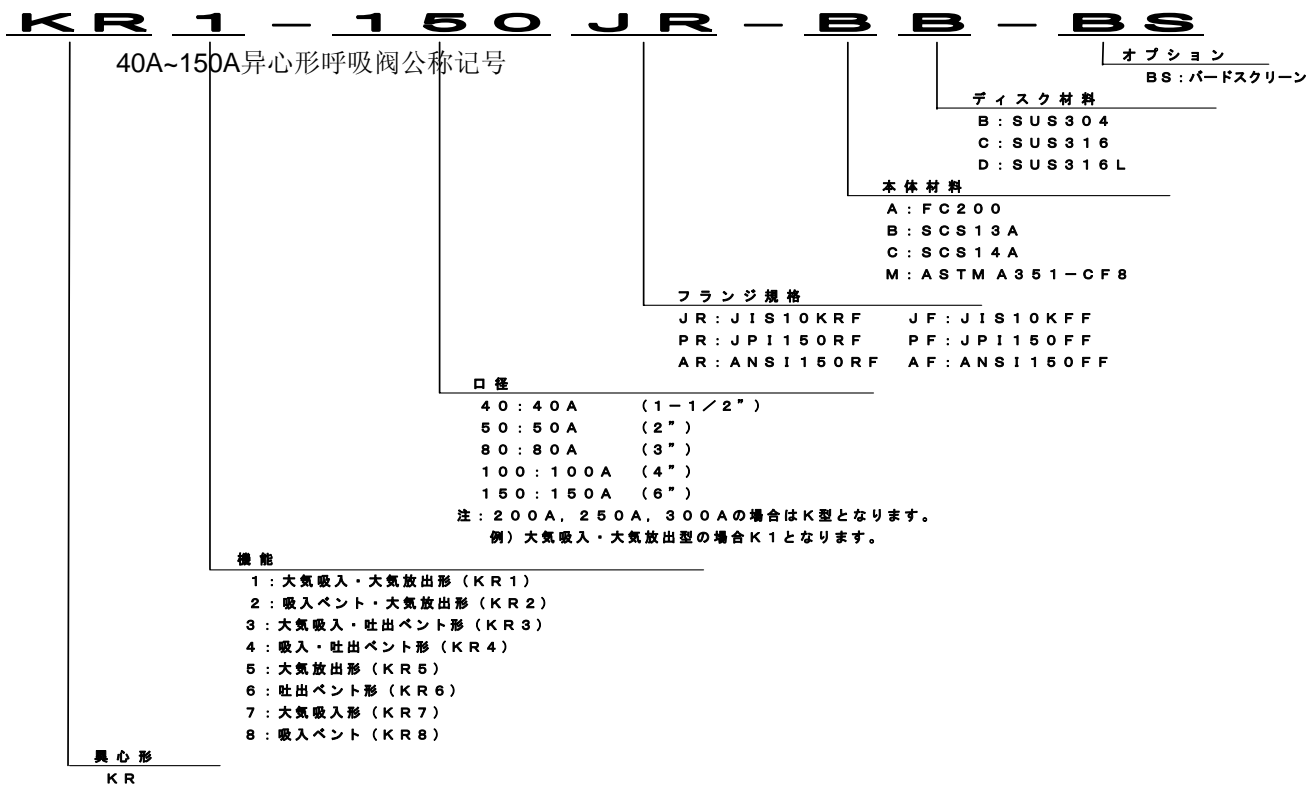 KR1-150JR-BB-BS
40A~150A异心形呼吸阀公称记号
オプション
BS:バードスクリーン
ディスク材料
B:SUS304
C:SUS316
D:SUS316L
本体材料
A:FC200
B:SCS13A
C:SCS14A
M:ASTM A351-CF8
フランジ規格
JR:JIS10KRF JF:JIS10KFF
PR:JPI150RF PF:JPI150FF
AR:ANSI150RF AF:ANSI150FF
口径
40:40A (1-1/2")
50:50A (2")
80:80A (3")
100:100A (4")
150:150A (6")
注:200A,250A,300Aの場合はK型となります。
例)大気吸入・大気放出型の場合K1となります。
機能
1:大気吸入・大気放出形(KR1)
2:吸入ベント・大気放出形(KR2)
3:大気吸入・吐出ベント形(KR3)
4:吸入・吐出ベント形(KR4)
5:大気放出形(KR5)
6:吐出ベント形(KR6)
7:大気吸入形(KR7)
8:吸入ベント(KR8)
異心形
KR